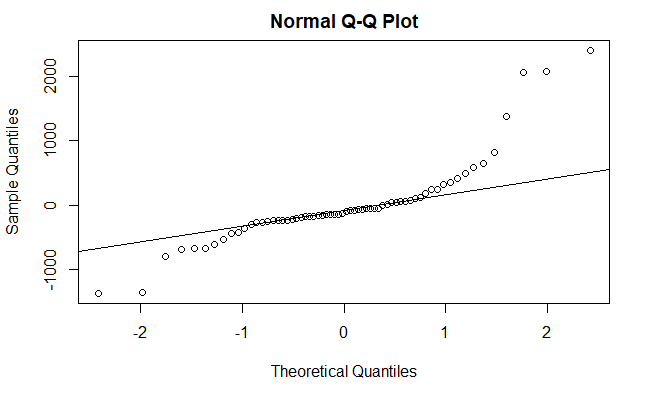 Normal Q-Q Plot
Sample Quantiles
2000
1000
0
-1000
-2 -1 0 1 2
Theoretical Quantiles